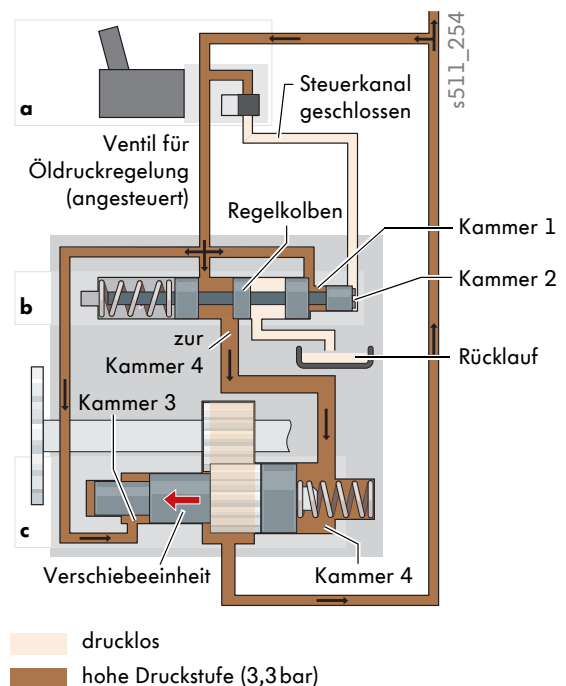 s511_254
a
Steuerkanal
geschlossen
Ventil für
Öldruckregelung
(angesteuert)
Regelkolben
Kammer 1
Kammer 2
b
zur
Kammer 4
Rücklauf
Kammer 3
c
Verschiebeeinheit
Kammer 4
drucklos
hohe Druckstufe (3,3 bar)